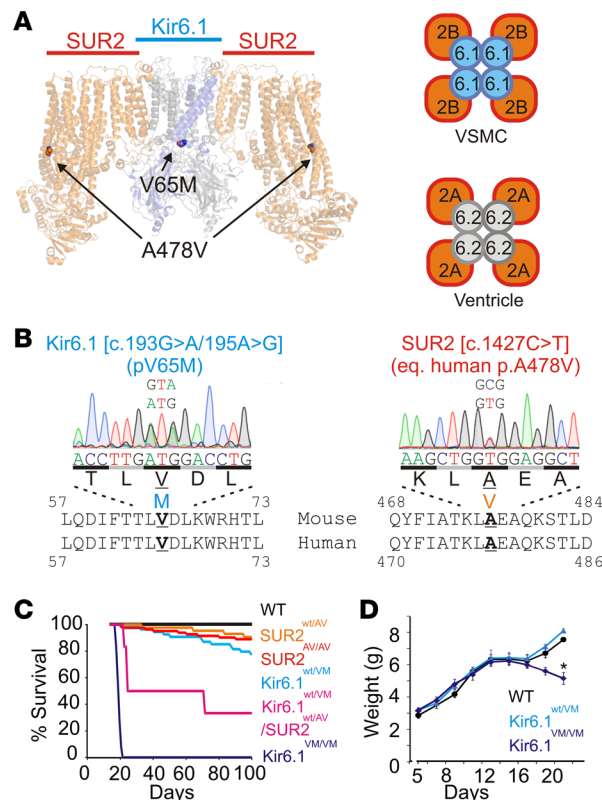 A
SUR2 Kir6.1 SUR2
V65M
A478V
2B 2B
6.1 6.1
6.1 6.1
2B 2B
VSMC
2A 2A
6.2 6.2
6.2 6.2
2A 2A
Ventricle
B
Kir6.1 [c.193G>A/195A>G]
(pV65M)
GTA
ATG
ACCTTGATGGACCTG
T L V D L
57 M 73
LQDIFTTLVDLKWRHTL
LQDIFTTLVDLKWRHTL
57 73
Mouse
Human
SUR2 [c.1427C>T]
(eq. human p.A478V)
GCG
GTG
AAGCTGGTGGAGGCT
K L A E A
468 V 484
QYFIATKLAEAQKSTLD
QYFIATKLAEAQKSTLD
470 486
C
% Survival
100
80
60
40
20
0
0 20 40 60 80 100
Days
WT
SUR2wt/AV
SUR2AV/AV
Kir6.1wt/VM
Kir6.1wt/VM
/SUR2wt/AV
Kir6.1VM/VM
D
Weight (g)
8
6
4
2
0
5 8 12 16 20
Days
*
WT
Kir6.1wt/VM
Kir6.1VM/VM